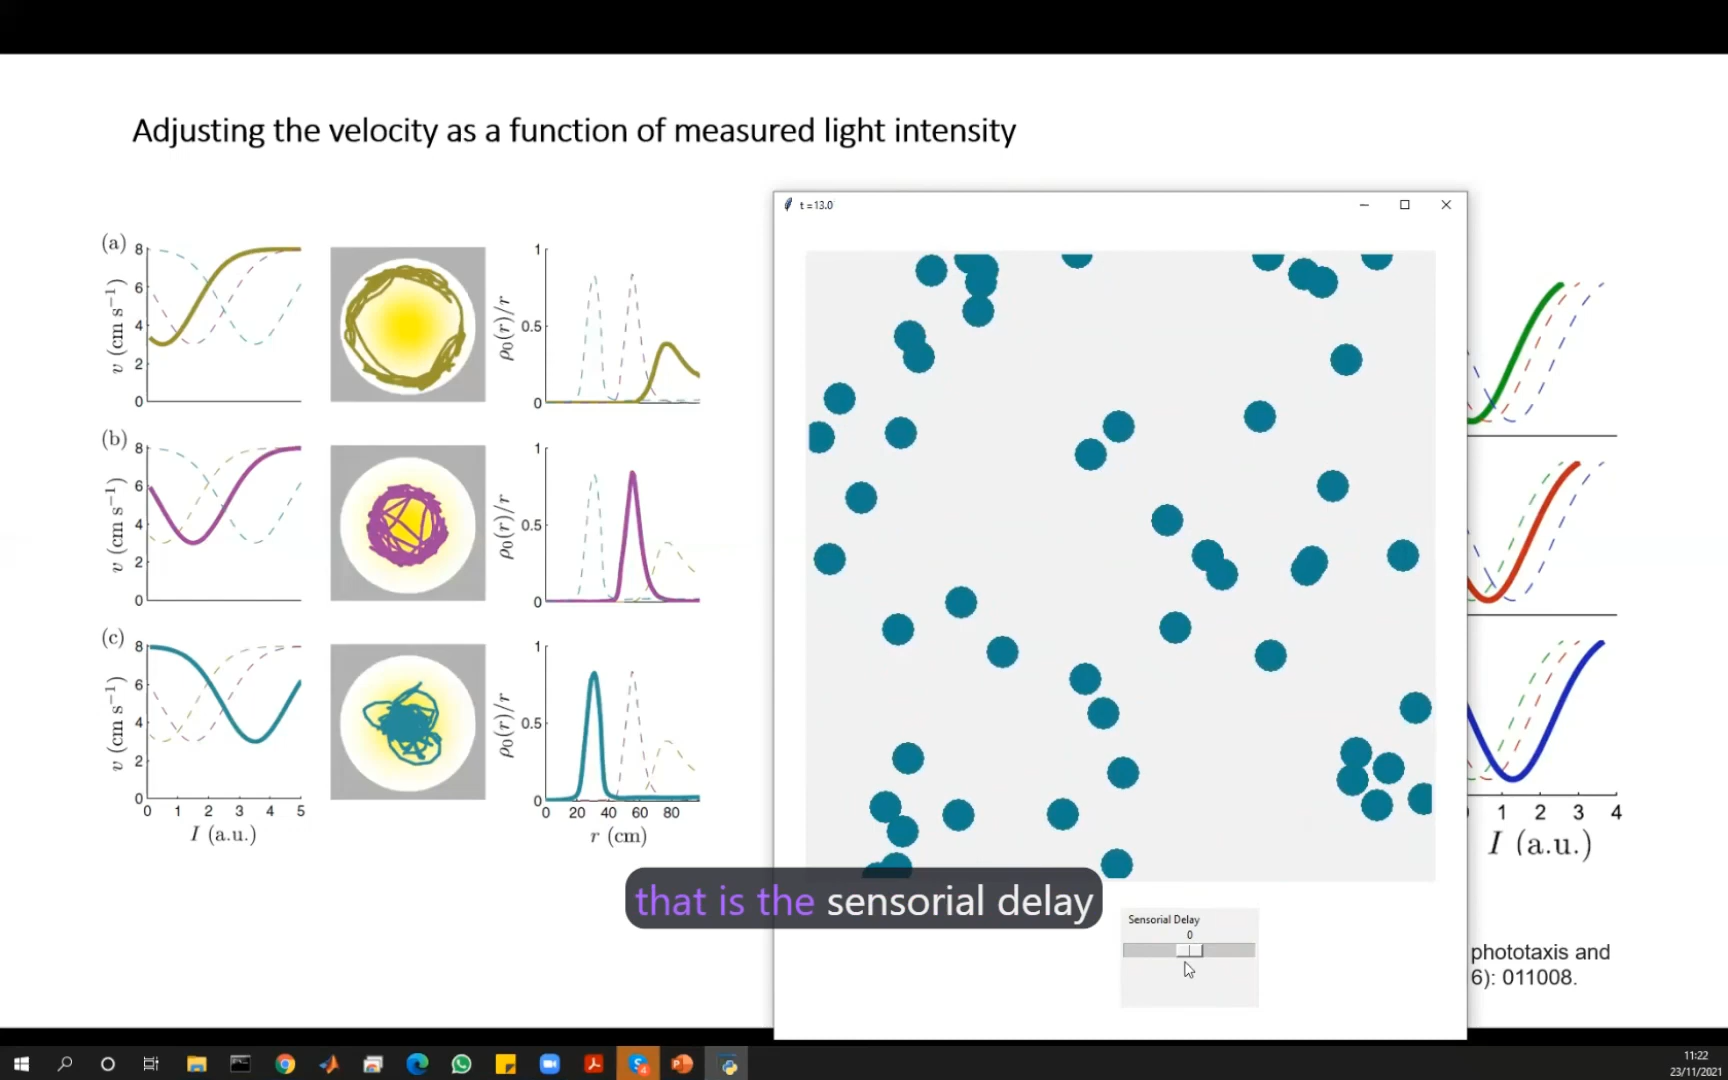 Adjusting the velocity as a function of measured light intensity
(a)
8
6
4
2
0
v (cm s⁻¹)
1
0.5
0
ρ₀(r)/r
(b)
8
6
4
2
0
v (cm s⁻¹)
1
0.5
0
ρ₀(r)/r
(c)
8
6
4
2
0
v (cm s⁻¹)
0 1 2 3 4 5
I (a.u.)
1
0.5
0
ρ₀(r)/r
0 20 40 60 80
r (cm)
t =13.0
1 2 3 4
I (a.u.)
that is the sensorial delay
Sensorial Delay
0
phototaxis and
6): 011008.
11:22
23/11/2021